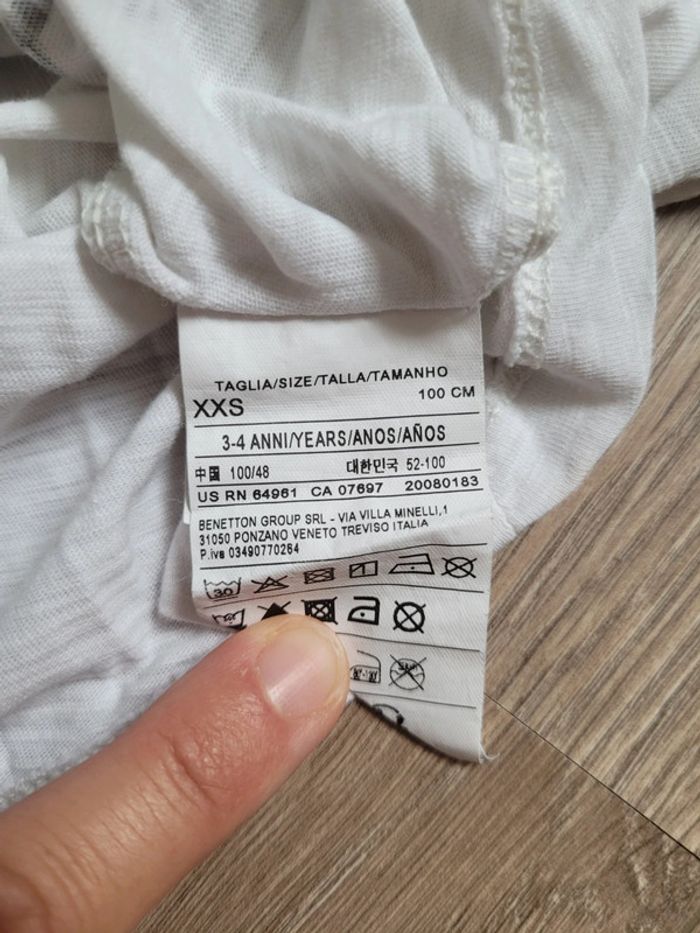 TAGLIA/SIZE/TALLA/TAMANHO
XXS 100 CM
3-4 ANNI/YEARS/ANOS/AÑOS
中国 100/48 대한민국 52-100
US RN 64961 CA 07697 20080183
BENETTON GROUP SRL - VIA VILLA MINELLI,1
31050 PONZANO VENETO TREVISO ITALIA
P.iva 03490770264
30